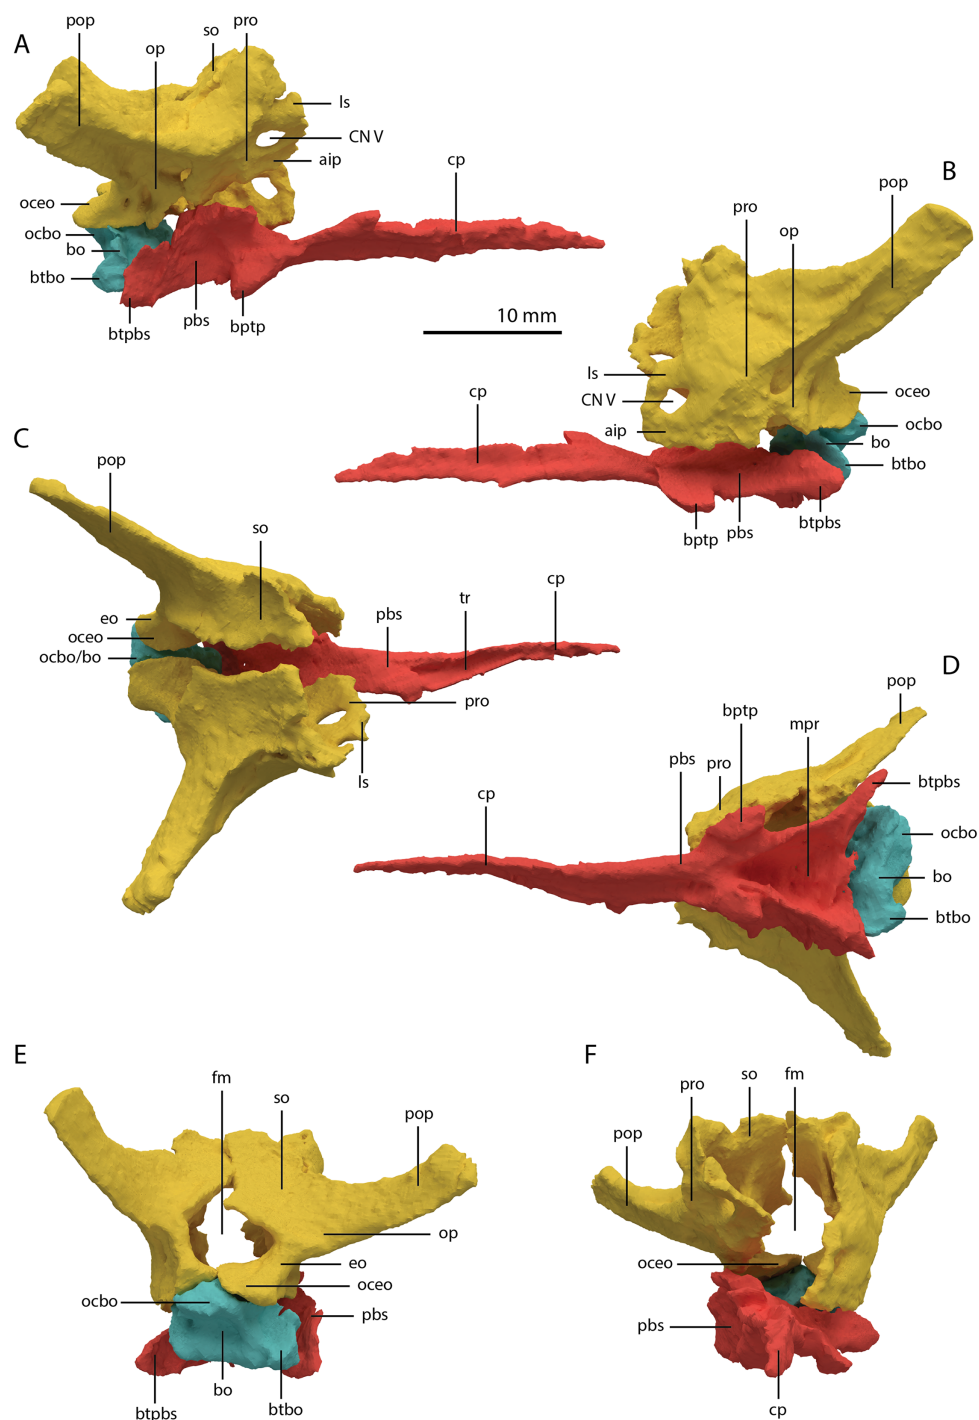 A
pop
op
so
pro
ls
CN V
aip
cp
oceo
ocbo
bo
btbo
btpbs
pbs
bptp
10 mm
B
pop
pro
op
ls
CN V
aip
cp
oceo
ocbo
bo
btbo
btpbs
pbs
bptp
C
pop
so
eo
oceo
ocbo/bo
pbs
tr
cp
pro
ls
D
pop
bptp
mpr
pbs
pro
btpbs
cp
ocbo
bo
btbo
E
fm
so
pop
op
eo
oceo
ocbo
pbs
btpbs
bo
btbo
F
so
fm
pro
pop
oceo
pbs
cp